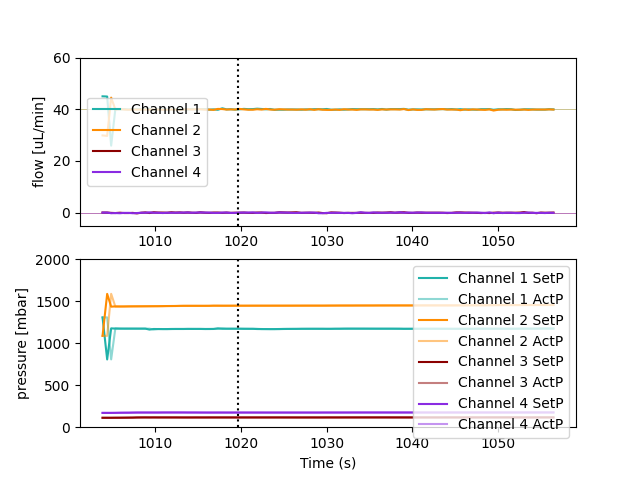 60
40
20
0
flow [uL/min]
Channel 1
Channel 2
Channel 3
Channel 4
1010 1020 1030 1040 1050
2000
1500
1000
500
0
pressure [mbar]
Channel 1 SetP
Channel 1 ActP
Channel 2 SetP
Channel 2 ActP
Channel 3 SetP
Channel 3 ActP
Channel 4 SetP
Channel 4 ActP
1010 1020 1030 1040 1050
Time (s)